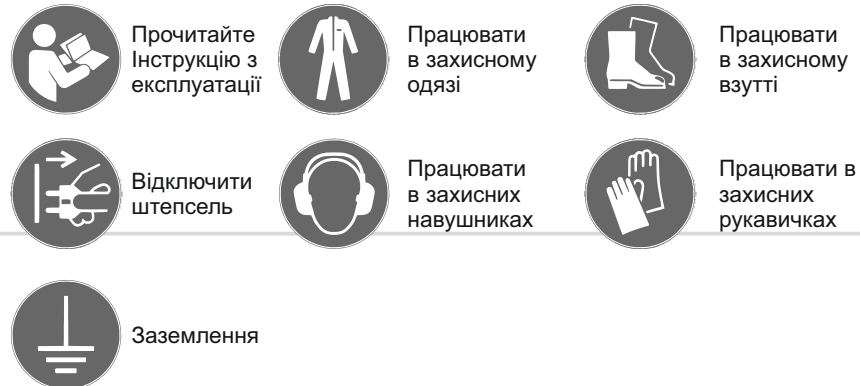 Прочитайте
Інструкцію з
експлуатації
Працювати
в захисному
одязі
Працювати
в захисному
взутті
Відключити
штепсель
Працювати
в захисних
навушниках
Працювати в
захисних
рукавичках
Заземлення